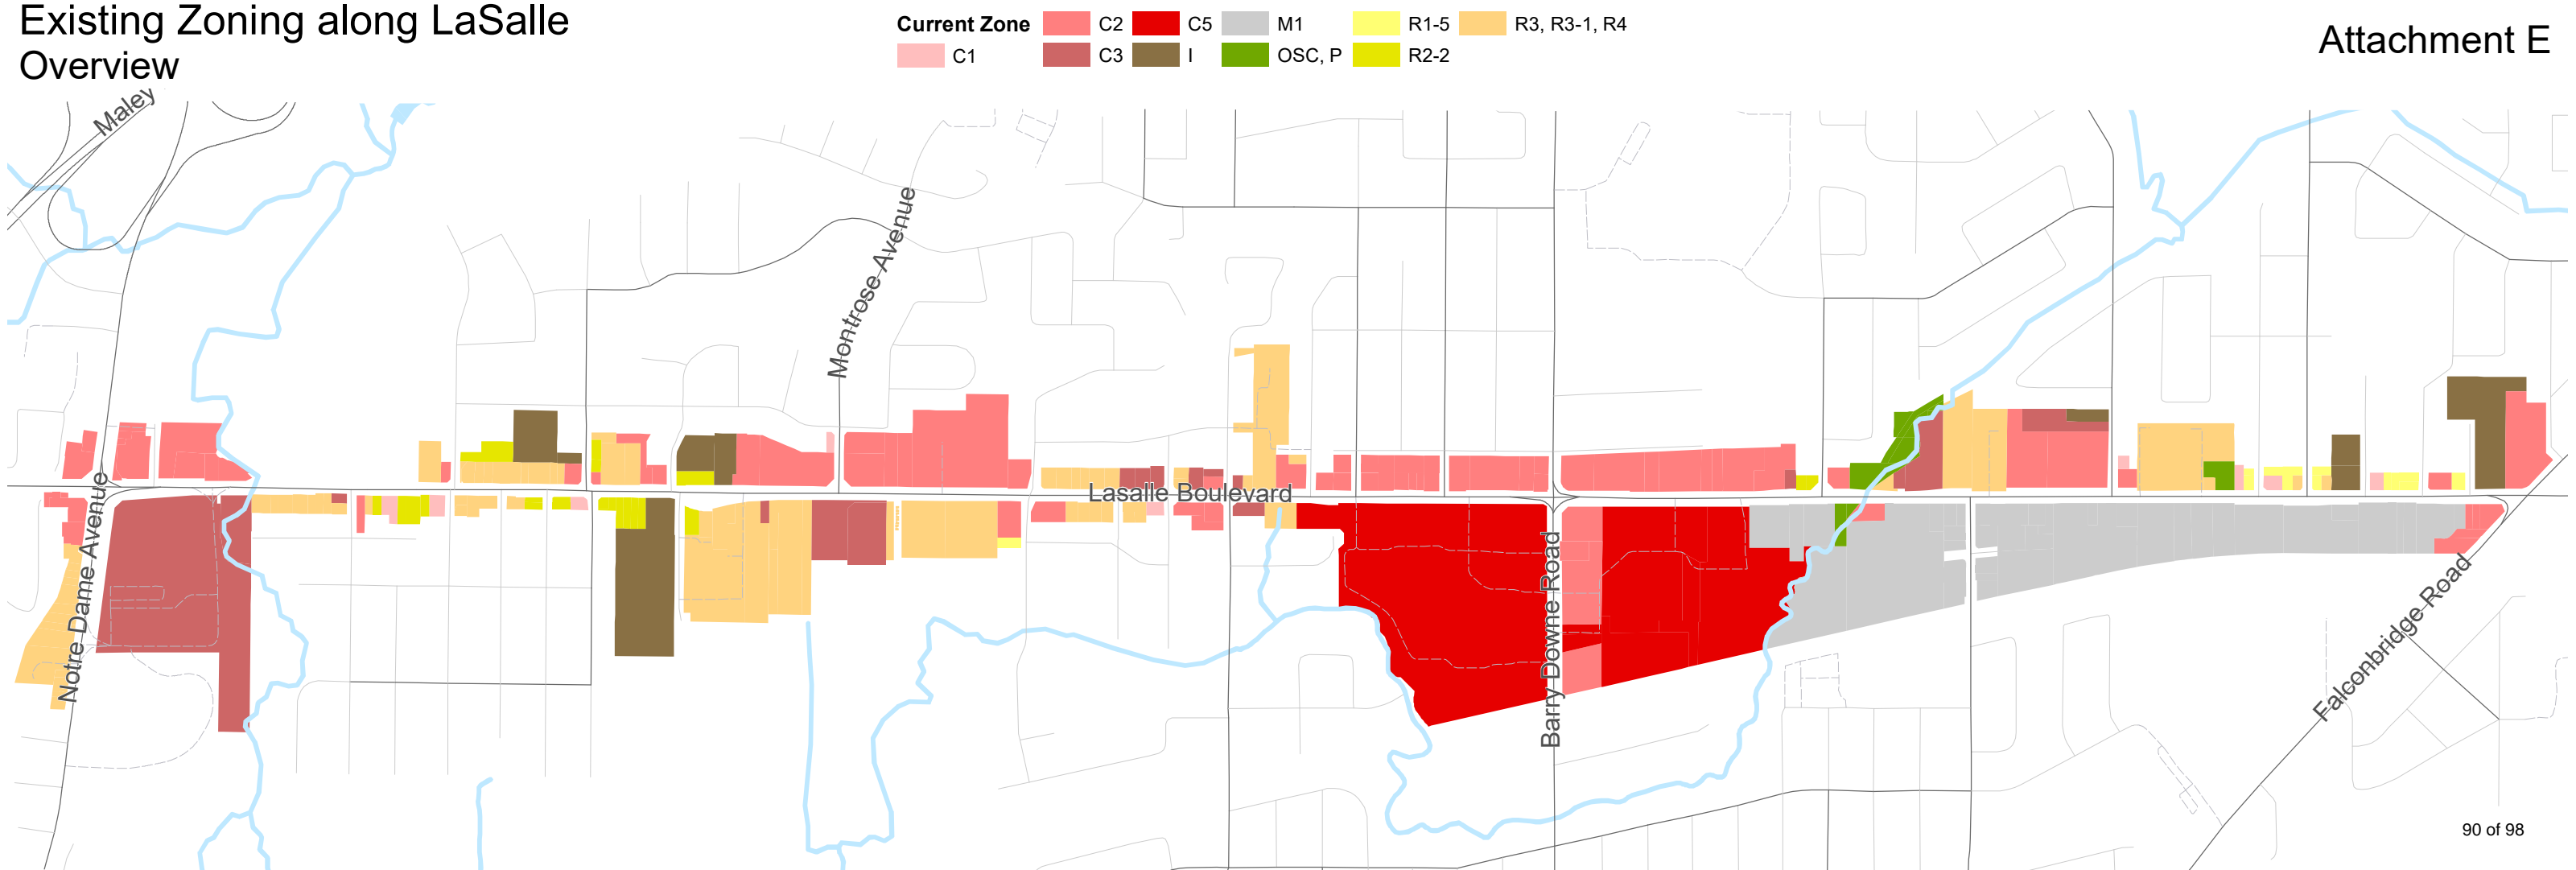 Existing Zoning along LaSalle
Overview
Current Zone
C1
C2
C3
C5
I
M1
OSC, P
R1-5
R2-2
R3, R3-1, R4
Attachment E
Maley
Montrose Avenue
Lasalle Boulevard
Notre Dame Avenue
Barry Downe Road
Falconbridge Road
90 of 98